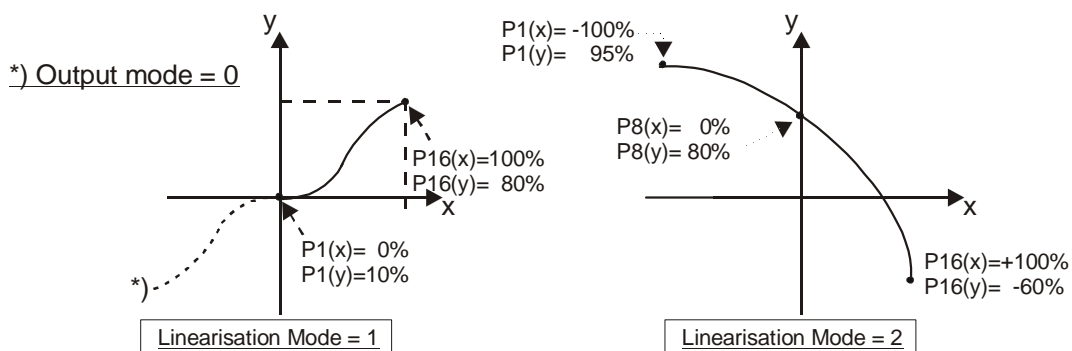 *) Output mode = 0
y
P16(x)=100%
P16(y)= 80%
x
P1(x)= 0%
P1(y)=10%
*)
Linearisation Mode = 1
P1(x)= -100%
P1(y)= 95%
y
P8(x)= 0%
P8(y)= 80%
x
P16(x)=+100%
P16(y)= -60%
Linearisation Mode = 2